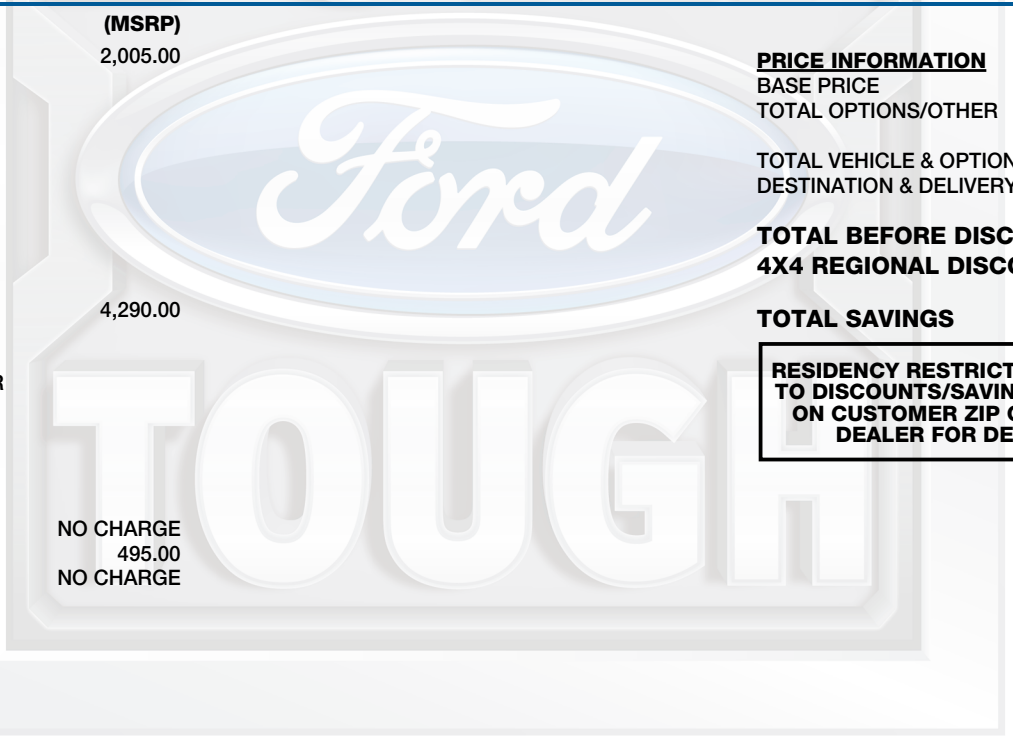 (MSRP)
2,005.00
4,290.00
R
NO CHARGE
495.00
NO CHARGE
Ford
TOUGH
PRICE INFORMATION
BASE PRICE
TOTAL OPTIONS/OTHER
TOTAL VEHICLE & OPTION
DESTINATION & DELIVERY
TOTAL BEFORE DISC
4X4 REGIONAL DISCO
TOTAL SAVINGS
RESIDENCY RESTRICT
TO DISCOUNTS/SAVIN
ON CUSTOMER ZIP
DEALER FOR DE